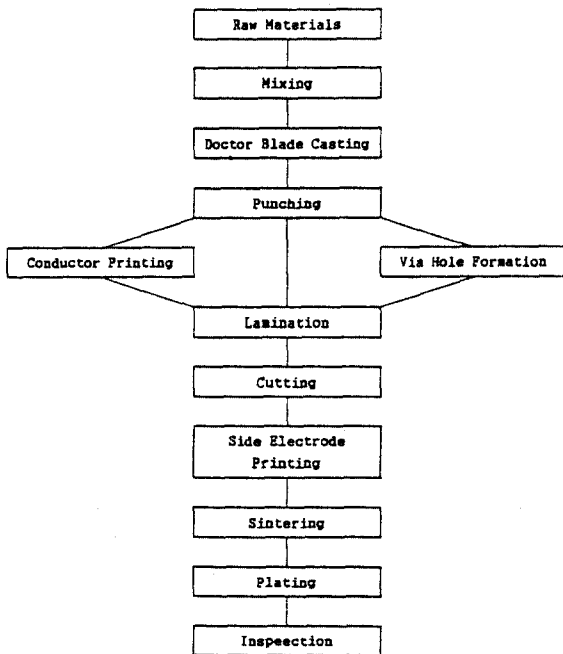 Raw Materials
Mixing
Doctor Blade Casting
Punching
Conductor Printing
Via Hole Formation
Lamination
Cutting
Side Electrode
Printing
Sintering
Plating
Inspeection